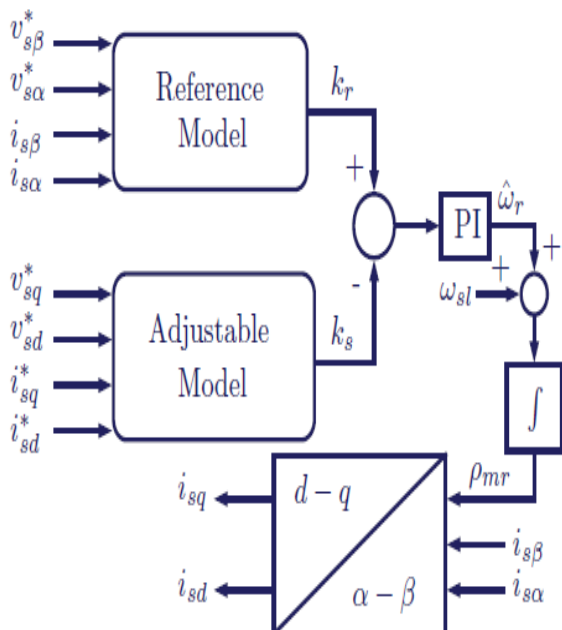 v*sβ
v*sα
isβ
isα
Reference
Model
kr
+
PI
ω̂r
+
+
ωsl
-
v*sq
v*sd
i*sq
i*sd
Adjustable
Model
ks
∫
ρmr
isq
isd
d − q
α − β
isβ
isα